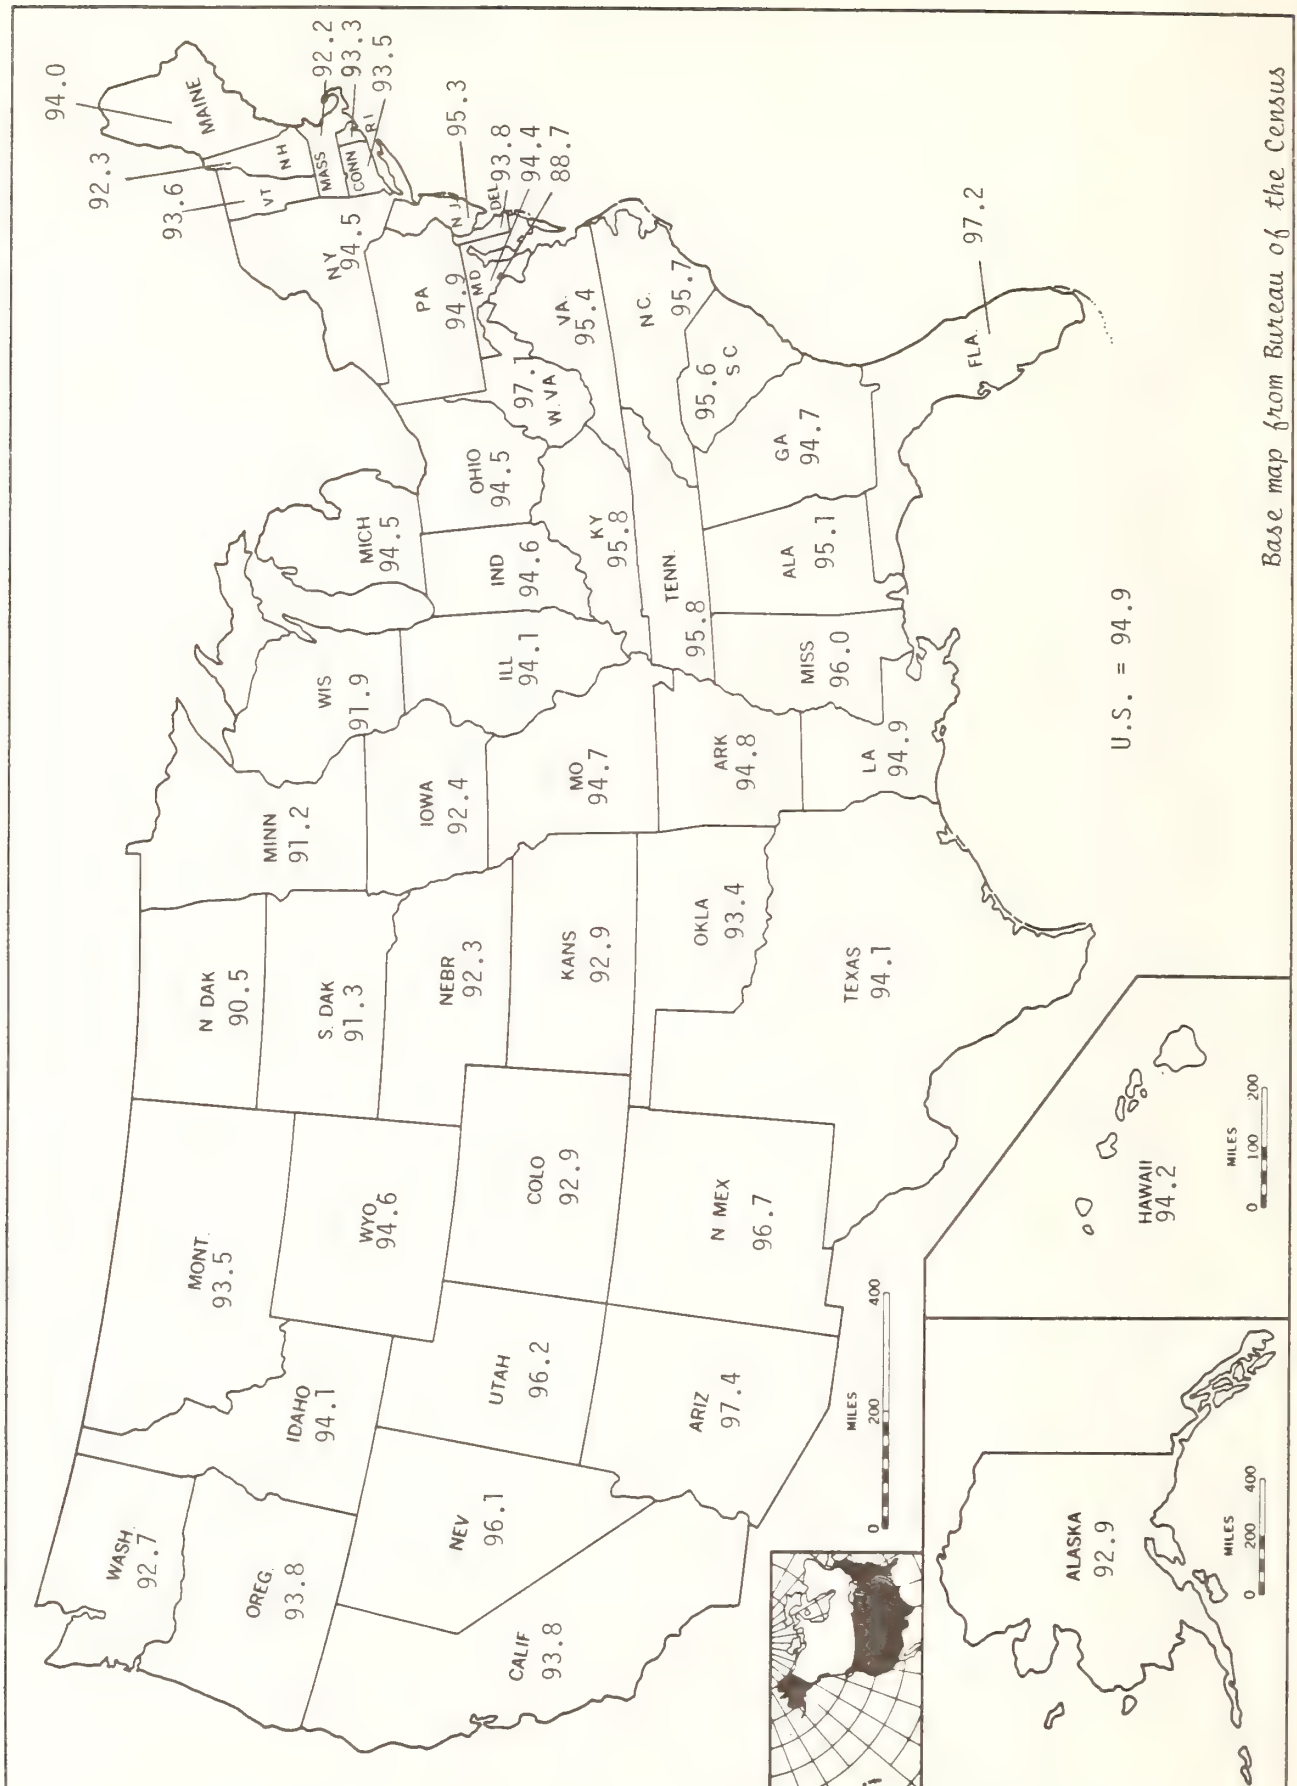 WASH.
92.7
OREG.
93.8
CALIF
93.8
NEV
96.1
IDAHO
94.1
MONT.
93.5
WYO
94.6
UTAH
96.2
ARIZ
97.4
COLO
92.9
N MEX
96.7
N DAK
90.5
S. DAK
91.3
NEBR
92.3
KANS
92.9
OKLA
93.4
TEXAS
94.1
MINN
91.2
IOWA
92.4
MO
94.7
ARK
94.8
LA
94.9
WIS
91.9
ILL
94.1
MISS
96.0
MICH
94.5
IND
94.6
KY
95.8
TENN.
95.8
ALA
95.1
OHIO
94.5
W. VA
97.1
GA
94.7
FLA.
97.2
S C
95.6
N C.
95.7
VA.
95.4
PA
94.9
NY
94.5
VT
93.6
N H
92.3
MAINE
94.0
MASS
92.2
R I
93.3
CONN
93.5
N J.
95.3
DEL
93.8
MD
94.4
88.7
U.S. = 94.9
MILES
0 200 400
ALASKA
92.9
MILES
0 200 400
HAWAII
94.2
MILES
0 100 200
Base map from Bureau of the Census